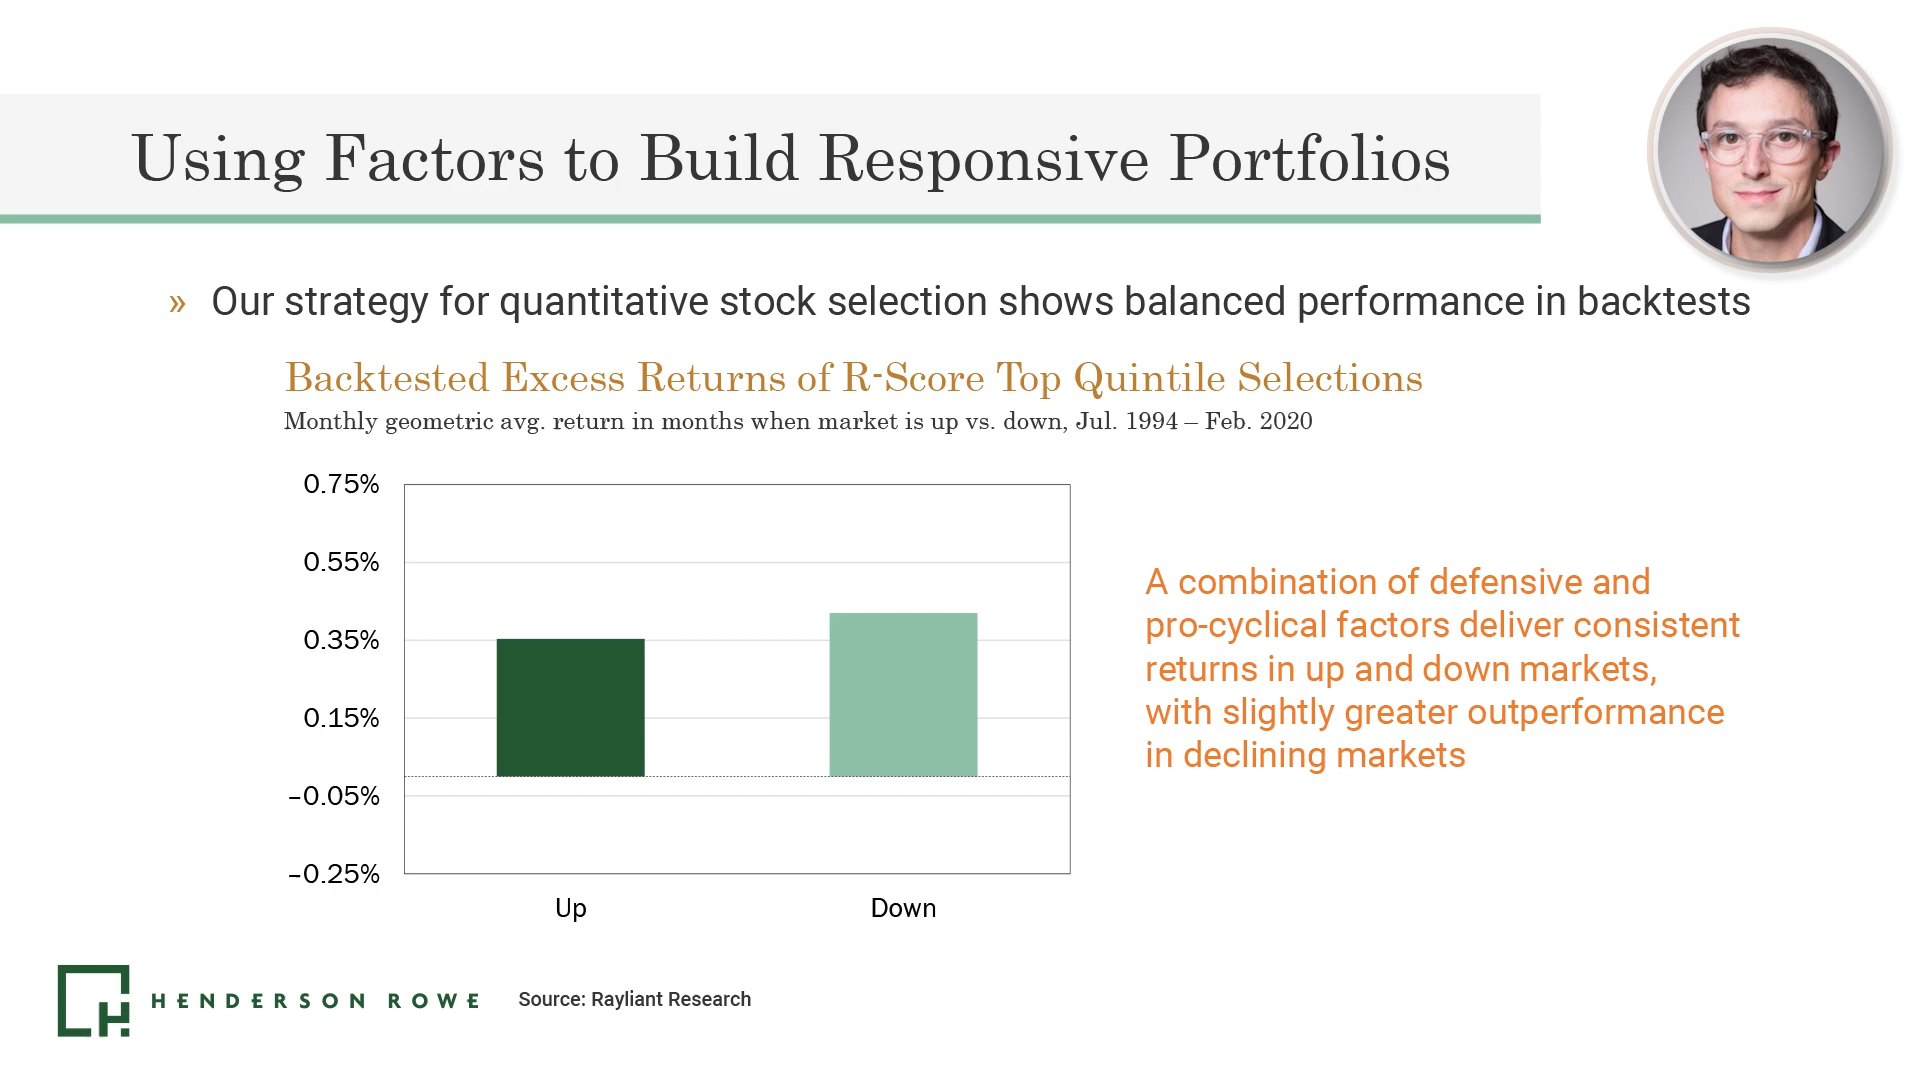 Using Factors to Build Responsive Portfolios
» Our strategy for quantitative stock selection shows balanced performance in backtests
Backtested Excess Returns of R-Score Top Quintile Selections
Monthly geometric avg. return in months when market is up vs. down, Jul. 1994 – Feb. 2020
0.75%
0.55%
0.35%
0.15%
–0.05%
–0.25%
Up
Down
A combination of defensive and
pro-cyclical factors deliver consistent
returns in up and down markets,
with slightly greater outperformance
in declining markets
HENDERSON ROWE
Source: Rayliant Research